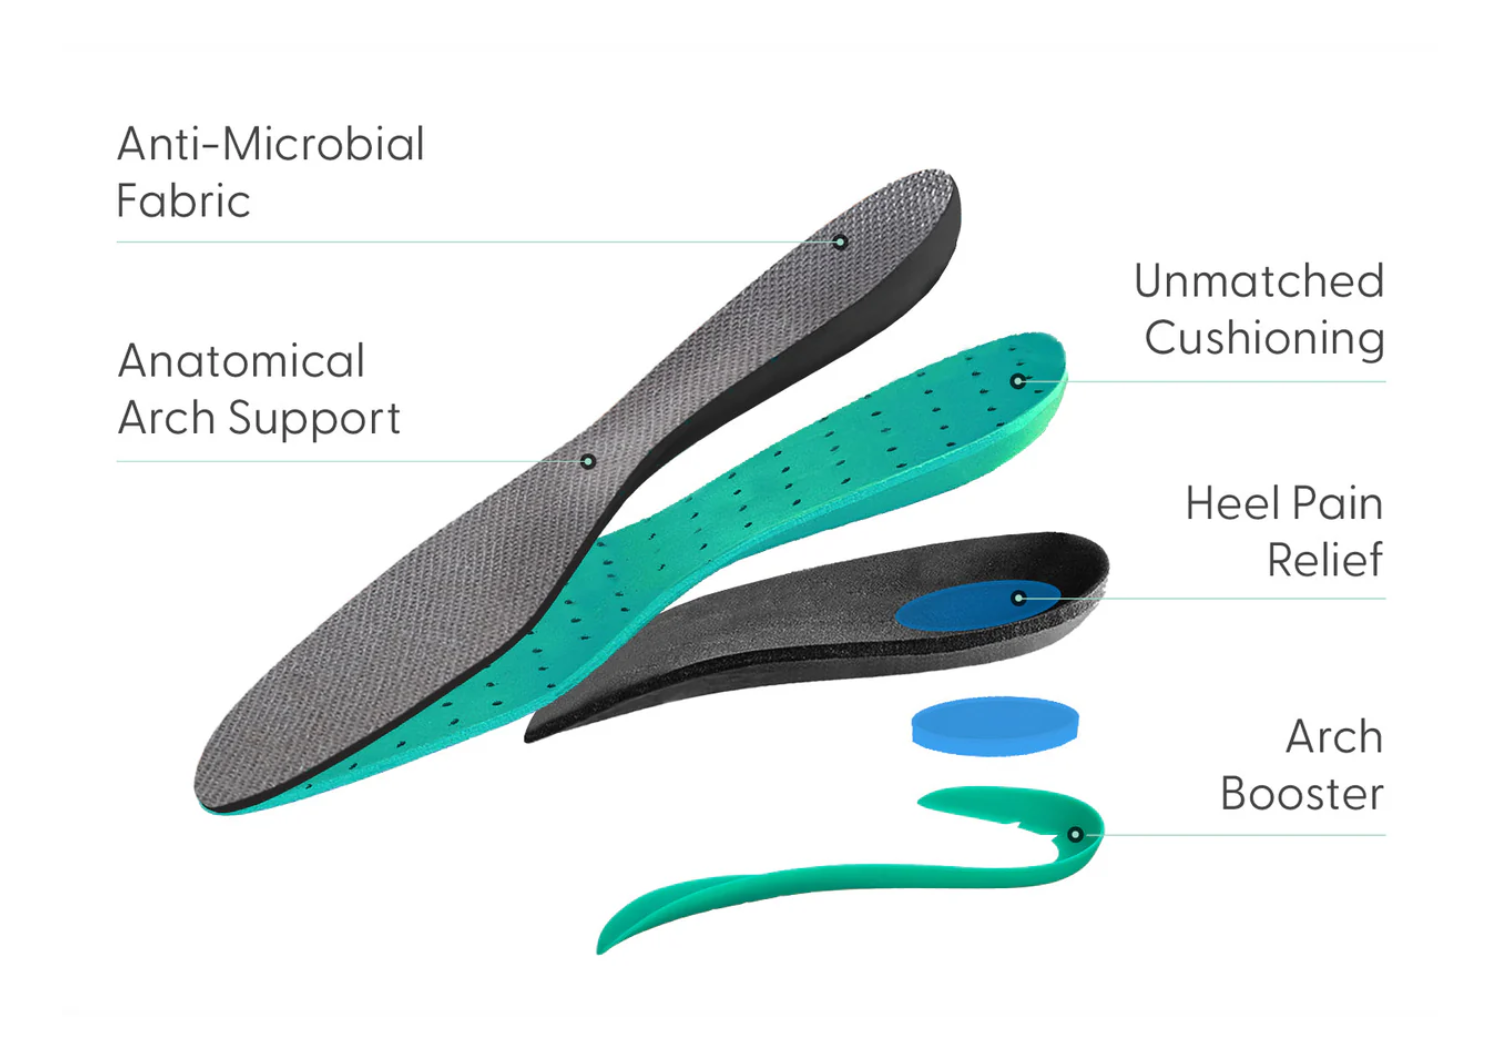 Anti-Microbial
Fabric
Anatomical
Arch Support
Unmatched
Cushioning
Heel Pain
Relief
Arch
Booster